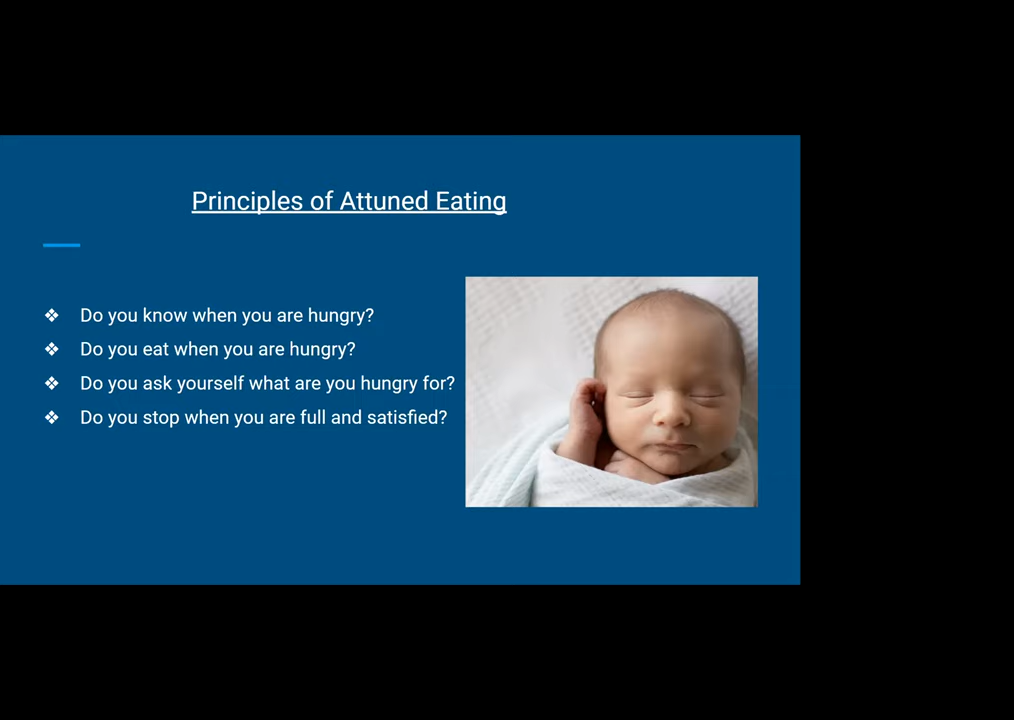 Principles of Attuned Eating
❖ Do you know when you are hungry?
❖ Do you eat when you are hungry?
❖ Do you ask yourself what are you hungry for?
❖ Do you stop when you are full and satisfied?